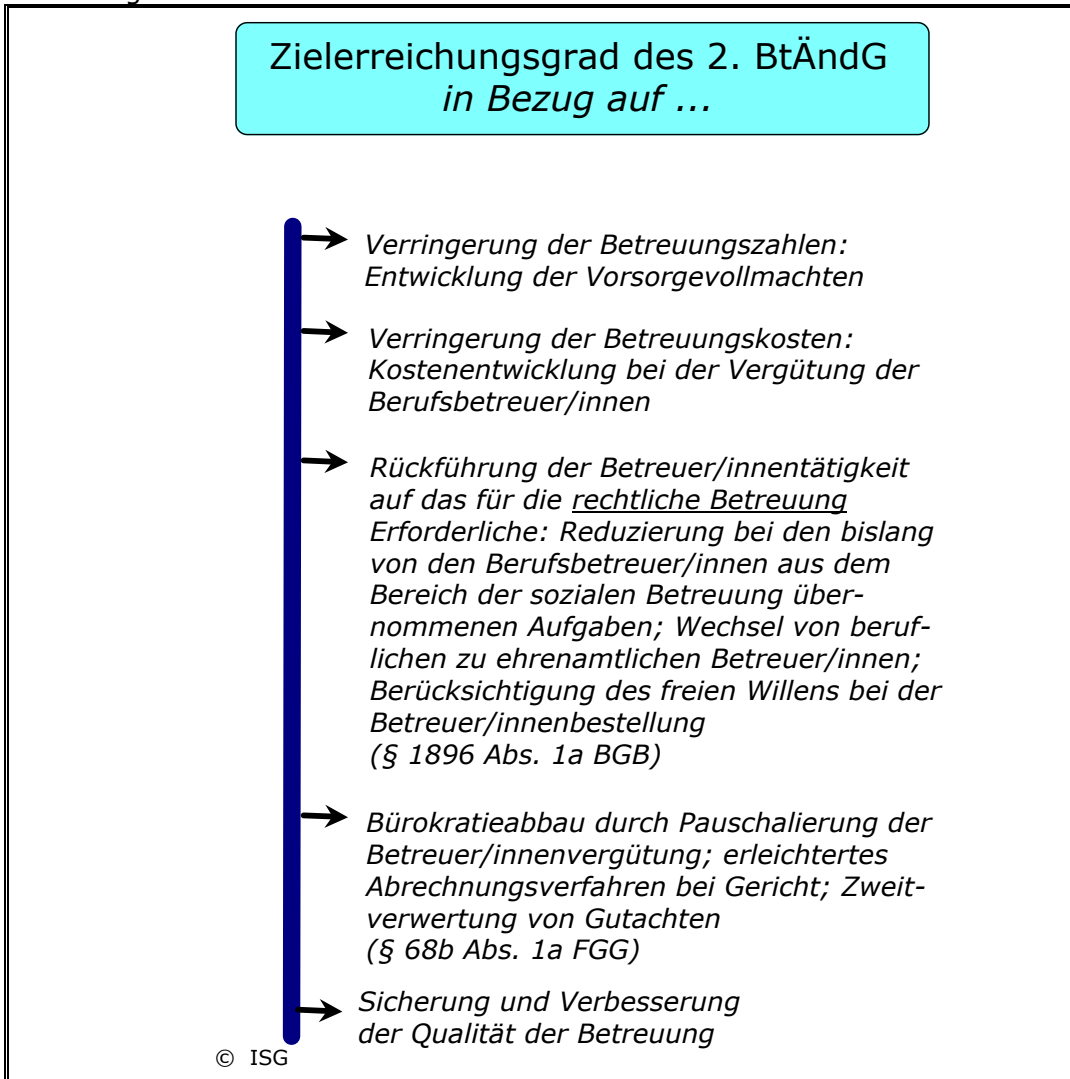 Zielerreichungsgrad des 2. BtÄndG
in Bezug auf ...
Verringerung der Betreuungszahlen:
Entwicklung der Vorsorgevollmachten
Verringerung der Betreuungskosten:
Kostenentwicklung bei der Vergütung der
Berufsbetreuer/innen
Rückführung der Betreuer/innentätigkeit
auf das für die rechtliche Betreuung
Erforderliche: Reduzierung bei den bislang
von den Berufsbetreuer/innen aus dem
Bereich der sozialen Betreuung über-
nommenen Aufgaben; Wechsel von beruf-
lichen zu ehrenamtlichen Betreuer/innen;
Berücksichtigung des freien Willens bei der
Betreuer/innenbestellung
(§ 1896 Abs. 1a BGB)
Bürokratieabbau durch Pauschalierung der
Betreuer/innenvergütung; erleichtertes
Abrechnungsverfahren bei Gericht; Zweit-
verwertung von Gutachten
(§ 68b Abs. 1a FGG)
Sicherung und Verbesserung
der Qualität der Betreuung
© ISG